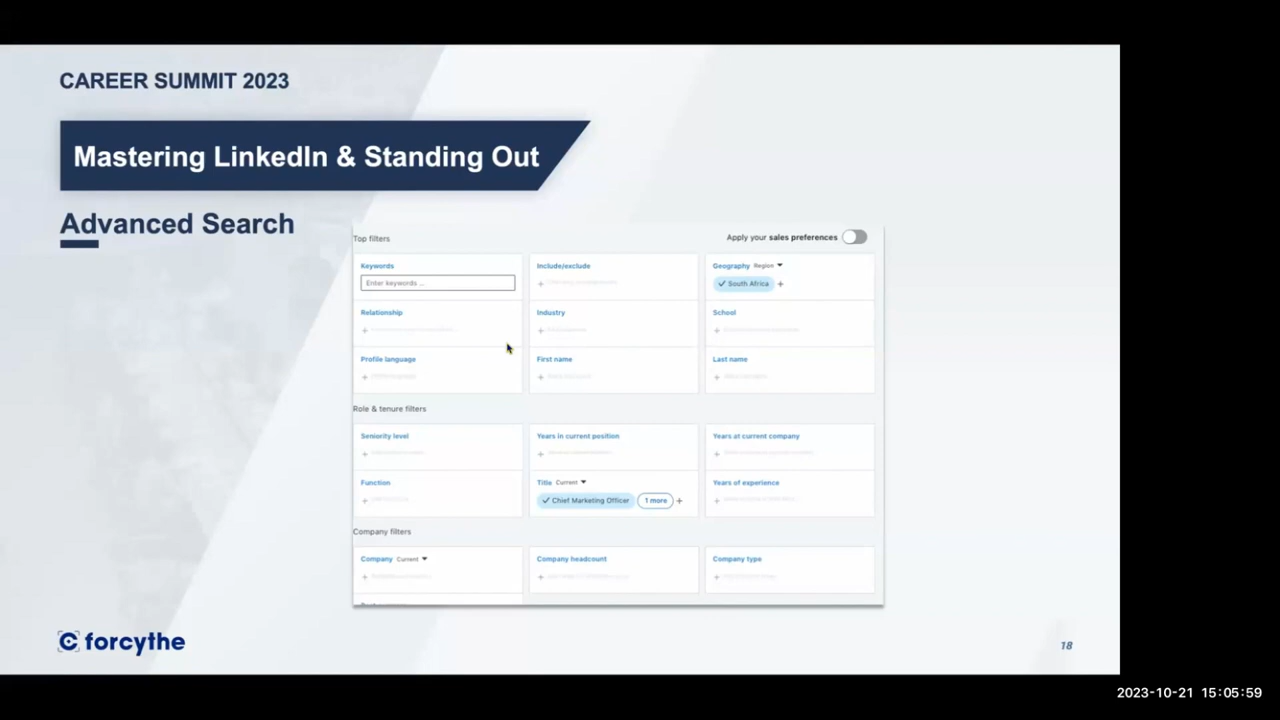 CAREER SUMMIT 2023
Mastering LinkedIn & Standing Out
Advanced Search
Top filters
Apply your sales preferences
Keywords
Include/exclude
Geography Region
Enter keywords ...
South Africa +
Relationship
Industry
School
+
+
+
Profile language
First name
Last name
+
+
+
Role & tenure filters
Seniority level
Years in current position
Years at current company
+
+
+
Function
Title Current
Years of experience
+
Chief Marketing Officer 1 more +
+
Company filters
Company Current
Company headcount
Company type
+
+
+
forcythe
18
2023-10-21 15:05:59